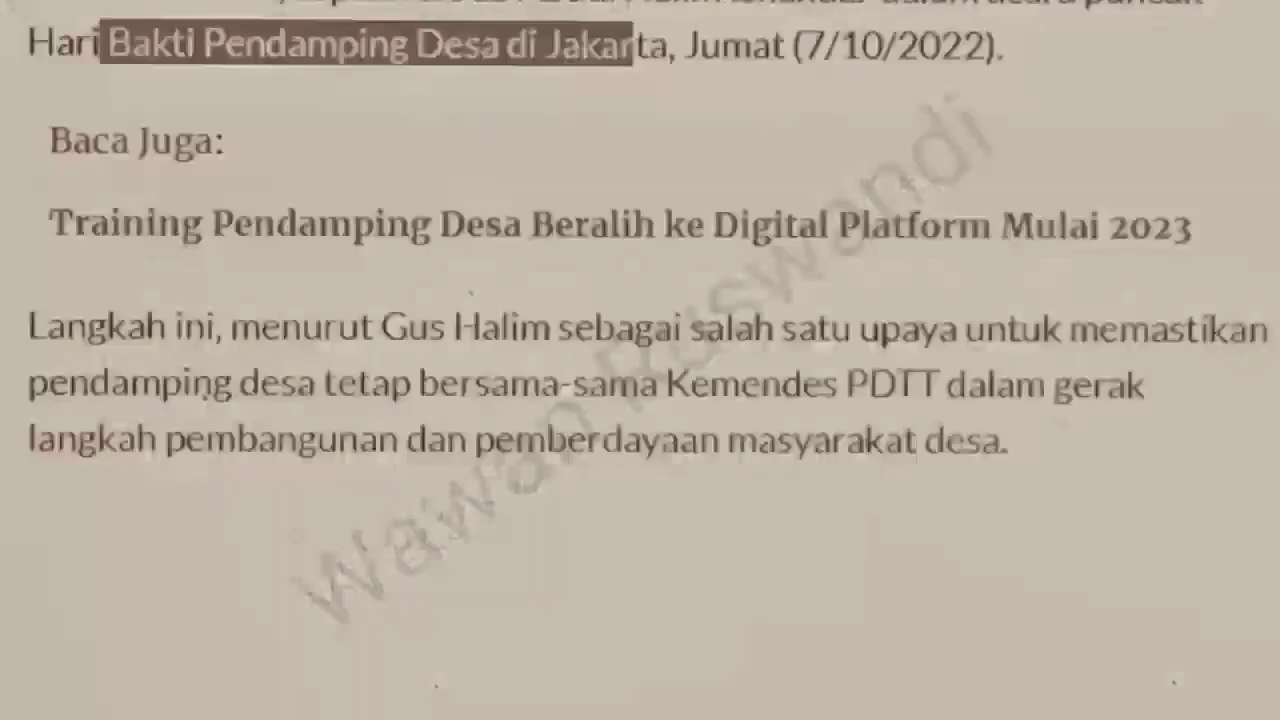 Hari Bakti Pendamping Desa di Jakarta, Jumat (7/10/2022).
Baca Juga:
Training Pendamping Desa Beralih ke Digital Platform Mulai 2023
Langkah ini, menurut Gus Halim sebagai salah satu upaya untuk memastikan
pendamping desa tetap bersama-sama Kemendes PDTT dalam gerak
langkah pembangunan dan pemberdayaan masyarakat desa.
Wawan Ruswandi